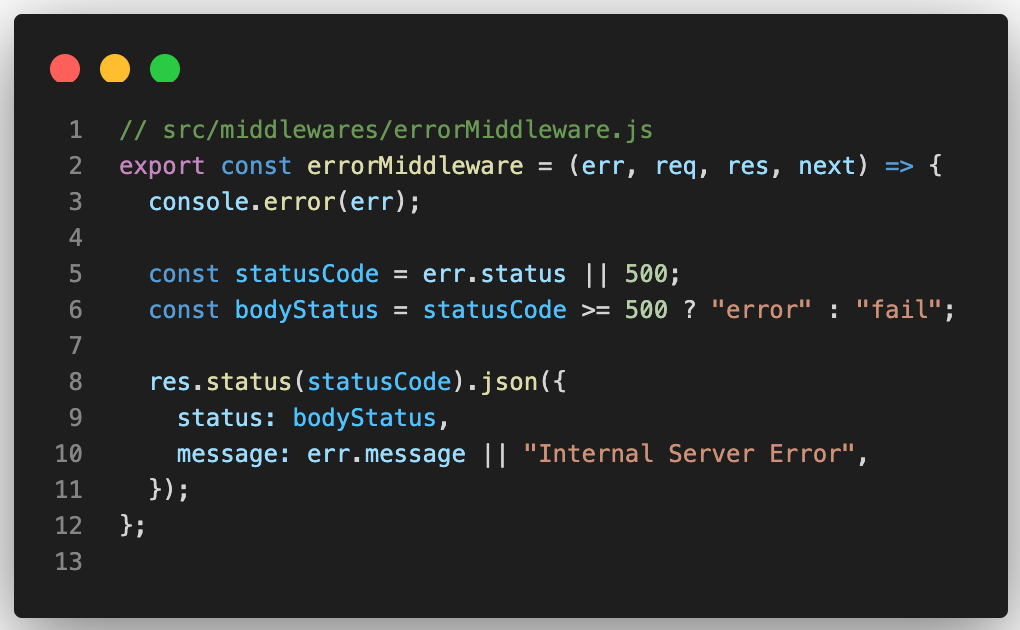 1 // src/middlewares/errorMiddleware.js
2 export const errorMiddleware = (err, req, res, next) => {
3   console.error(err);
4
5   const statusCode = err.status || 500;
6   const bodyStatus = statusCode >= 500 ? "error" : "fail";
7
8   res.status(statusCode).json({
9     status: bodyStatus,
10     message: err.message || "Internal Server Error",
11   });
12 };
13